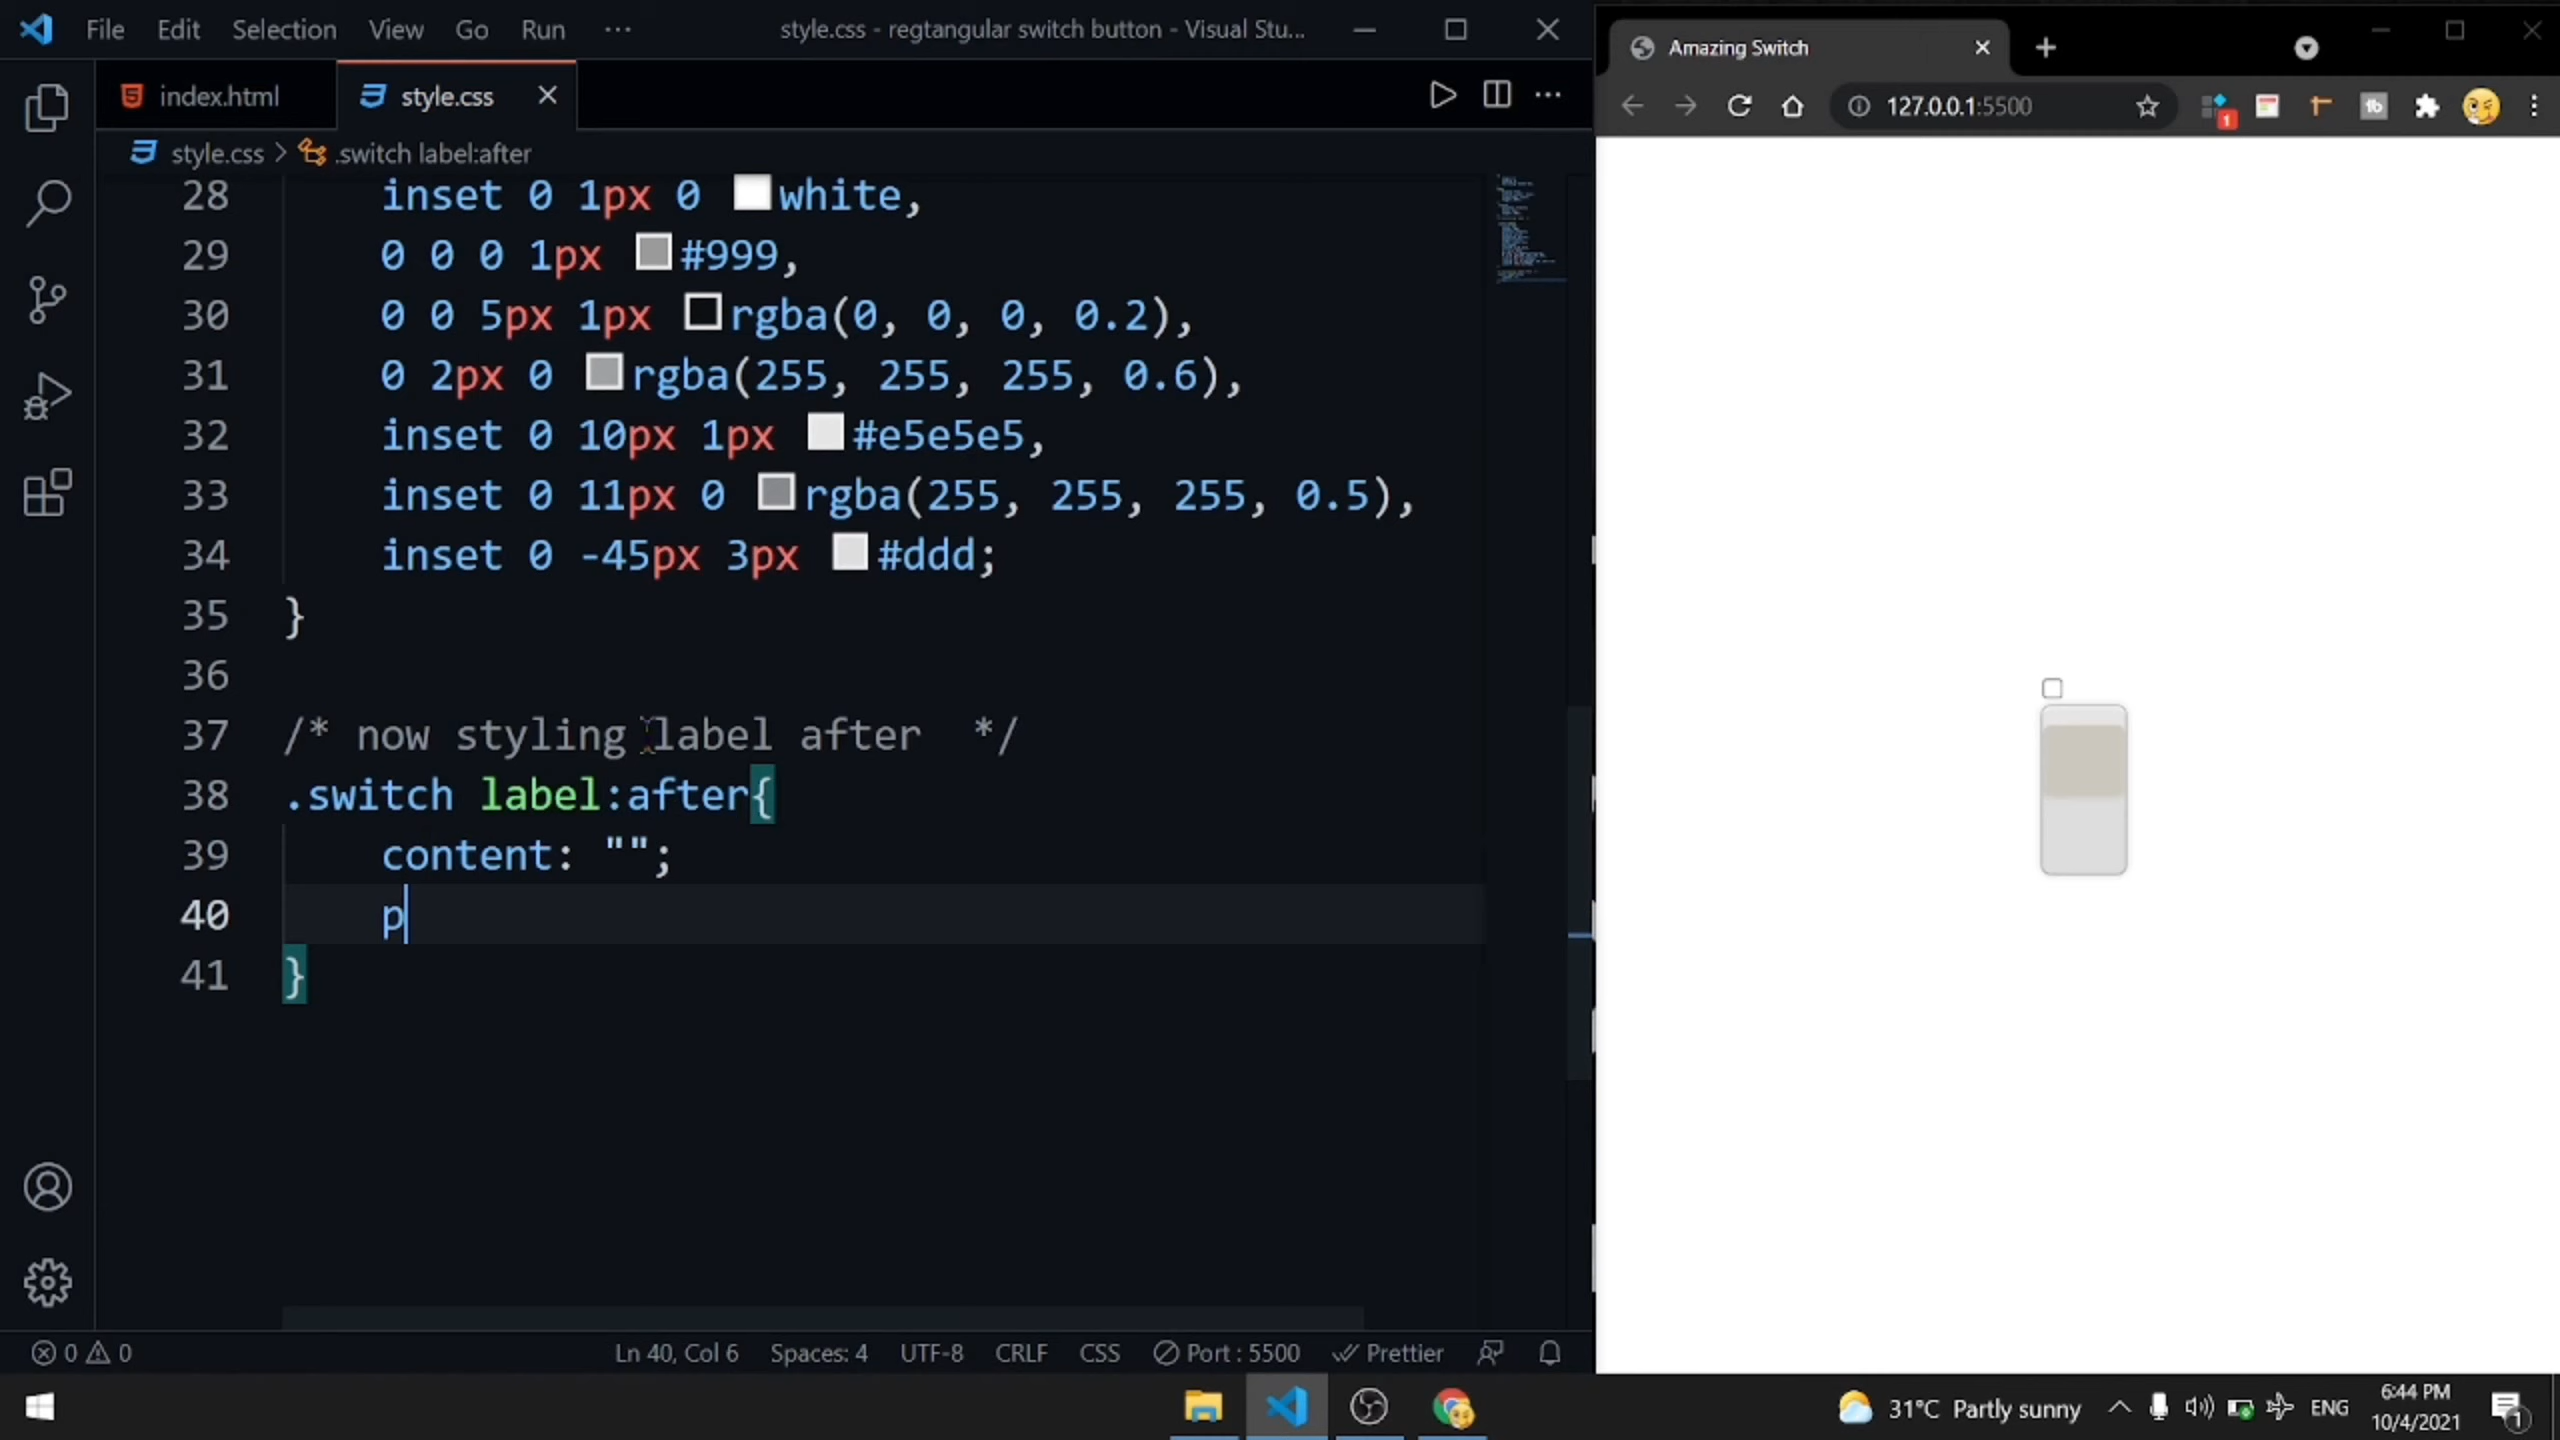 File Edit Selection View Go Run ··· style.css - regtangular switch button - Visual Stu...
index.html style.css
style.css > .switch label:after
28 inset 0 1px 0 white,
29 0 0 0 1px #999,
30 0 0 5px 1px rgba(0, 0, 0, 0.2),
31 0 2px 0 rgba(255, 255, 255, 0.6),
32 inset 0 10px 1px #e5e5e5,
33 inset 0 11px 0 rgba(255, 255, 255, 0.5),
34 inset 0 -45px 3px #ddd;
35 }
36
37 /* now styling label after */
38 .switch label:after{
39 content: "";
40 p
41 }
0 0 Ln 40, Col 6 Spaces: 4 UTF-8 CRLF CSS Port : 5500 Prettier
Amazing Switch
127.0.0.1:5500
1
tb
31°C Partly sunny ENG
6:44 PM
10/4/2021
1